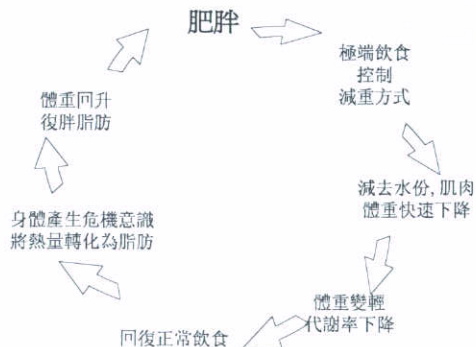 肥胖
極端飲食
控制
減重方式
減去水份, 肌肉
體重快速下降
體重變輕
代謝率下降
回復正常飲食
身體產生危機意識
將熱量轉化為脂肪
體重回升
復胖脂肪